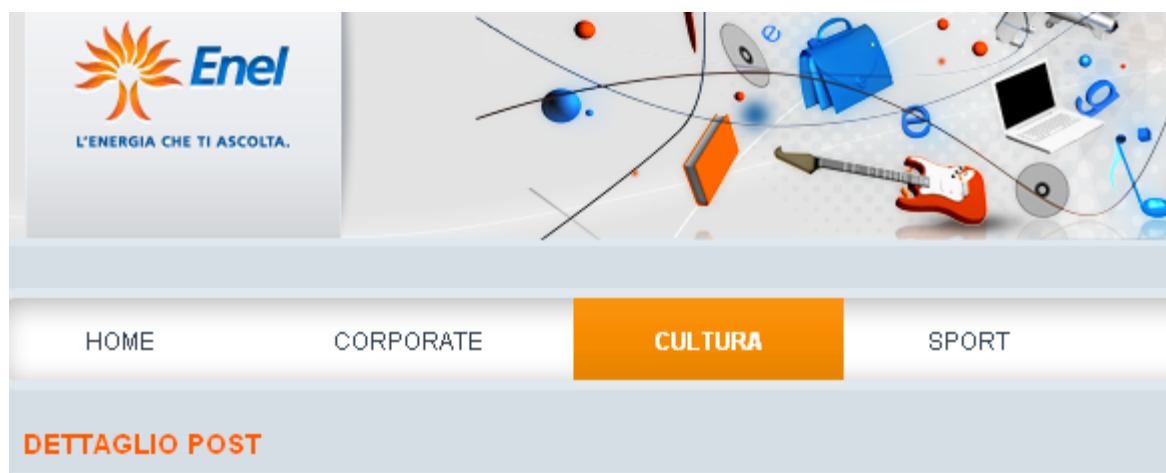 Enel
L'ENERGIA CHE TI ASCOLTA.
e
e
g
HOME CORPORATE CULTURA SPORT
DETTAGLIO POST